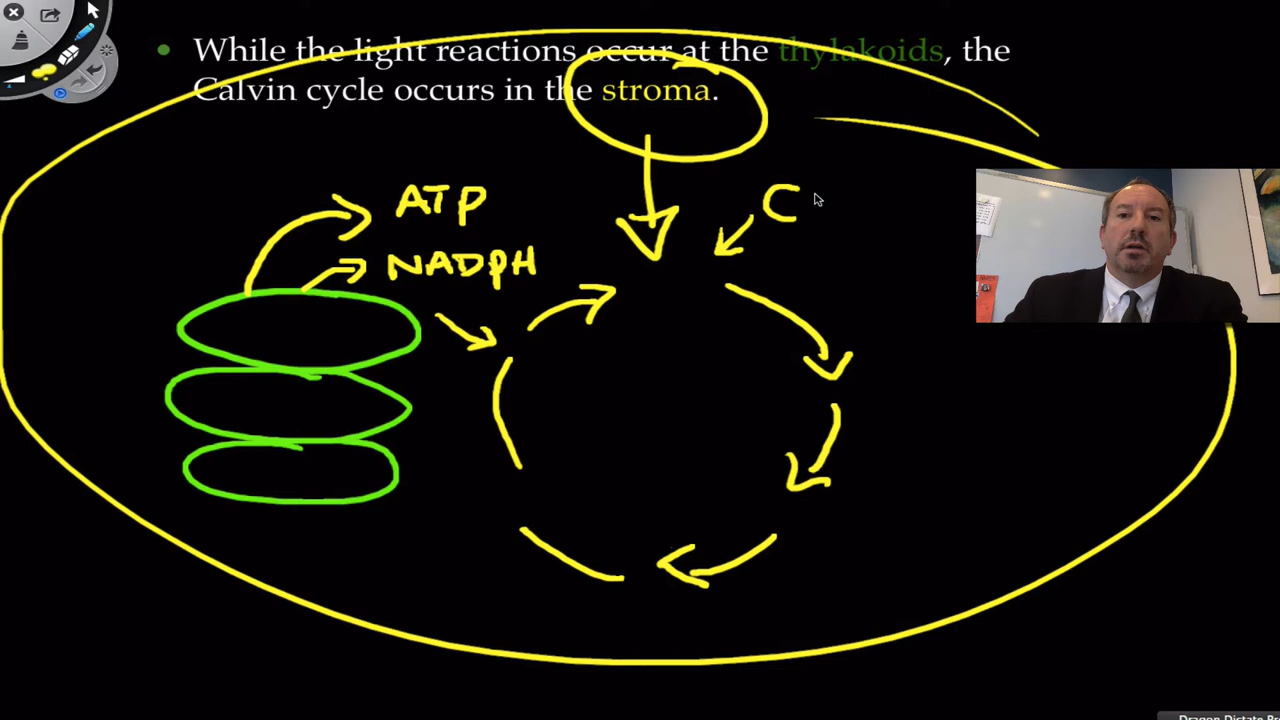 While the light reactions occur at the thylakoids, the
Calvin cycle occurs in the stroma.
ATP
C
NADPH